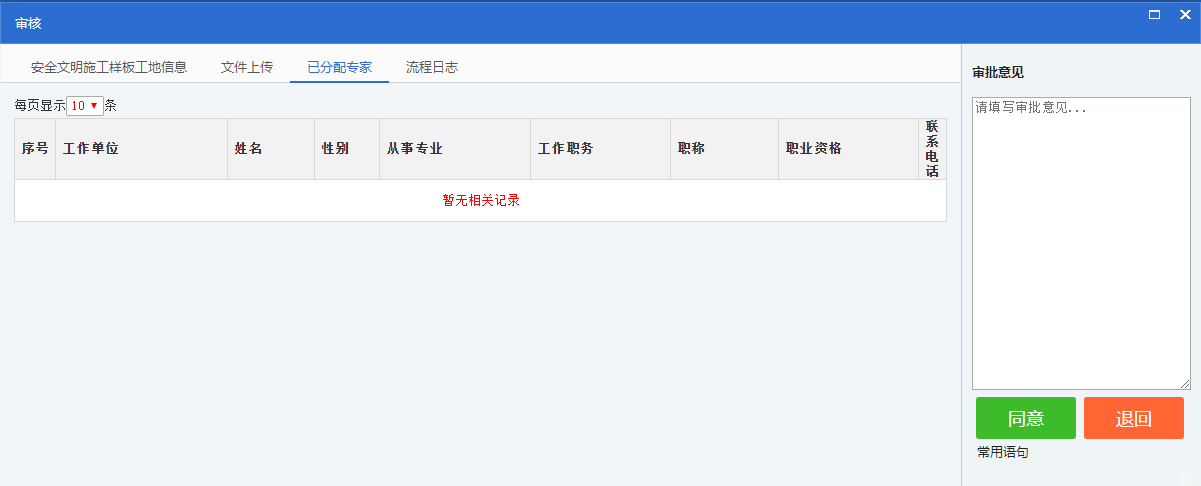 审核
安全文明施工样板工地信息 文件上传 已分配专家 流程日志
每页显示 10 条
序号 工作单位 姓名 性别 从事专业 工作职务 职称 职业资格 联系电话
暂无相关记录
审批意见
请填写审批意见...
同意 退回
常用语句